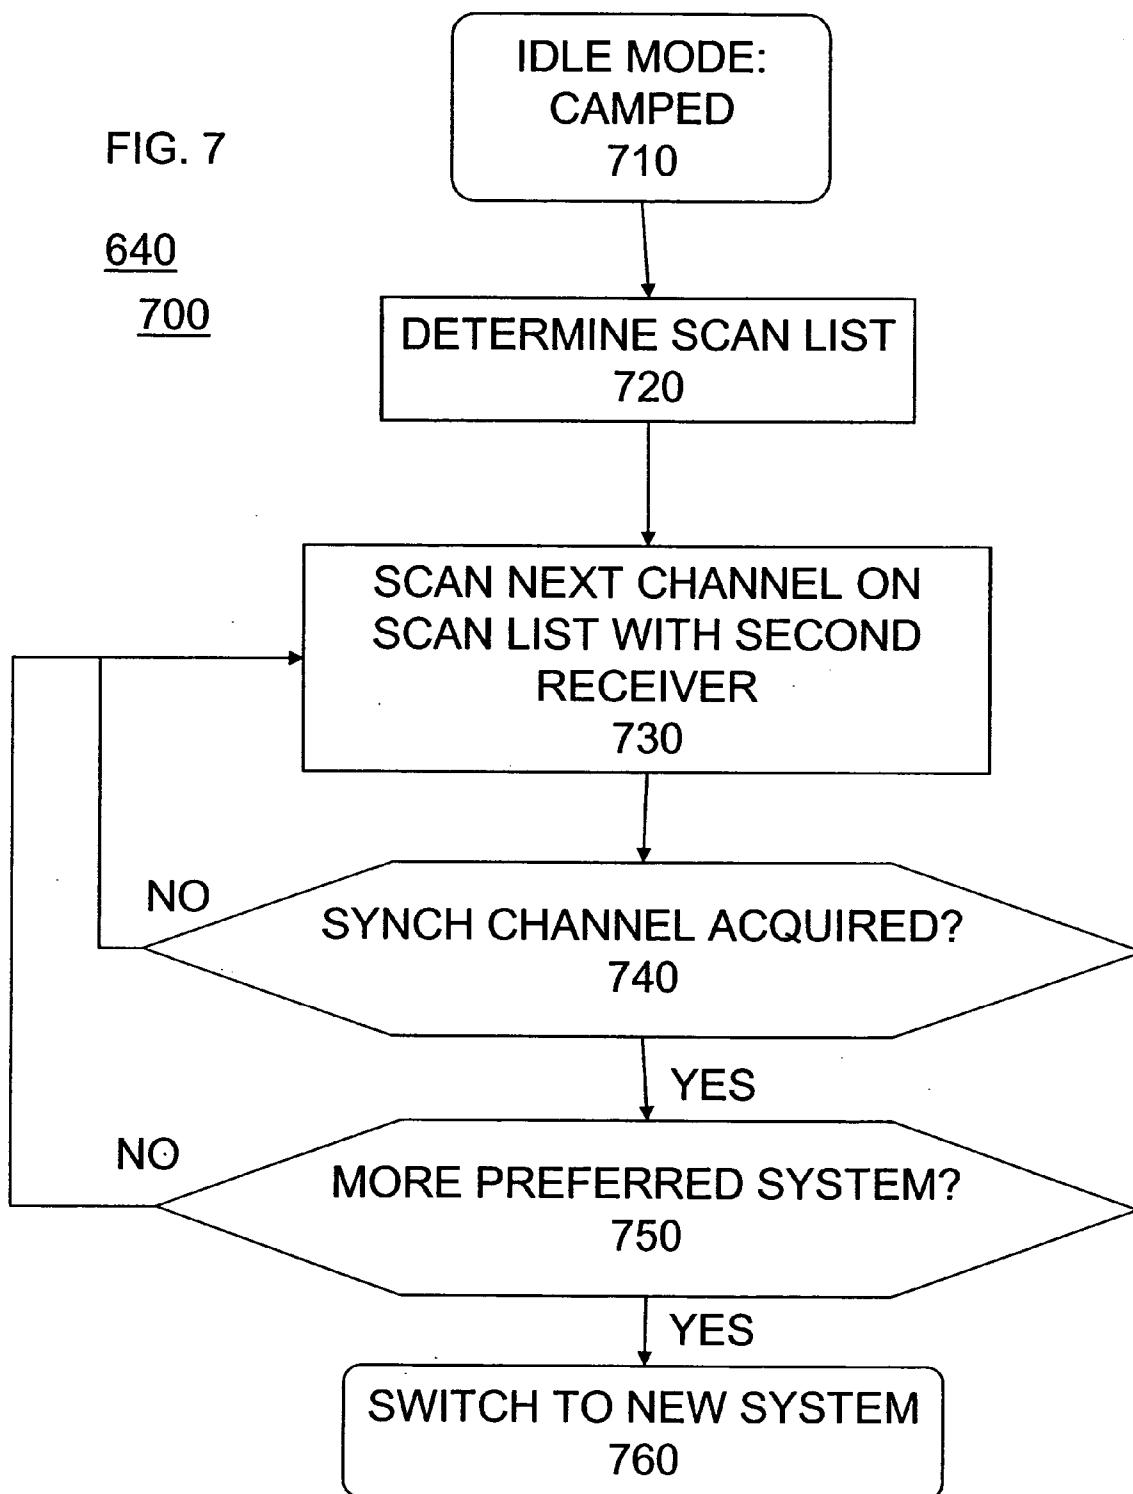 IDLE MODE:
CAMPED
710
FIG. 7
640
700
DETERMINE SCAN LIST
720
SCAN NEXT CHANNEL ON
SCAN LIST WITH SECOND
RECEIVER
730
NO
SYNCH CHANNEL ACQUIRED?
740
YES
NO
MORE PREFERRED SYSTEM?
750
YES
SWITCH TO NEW SYSTEM
760